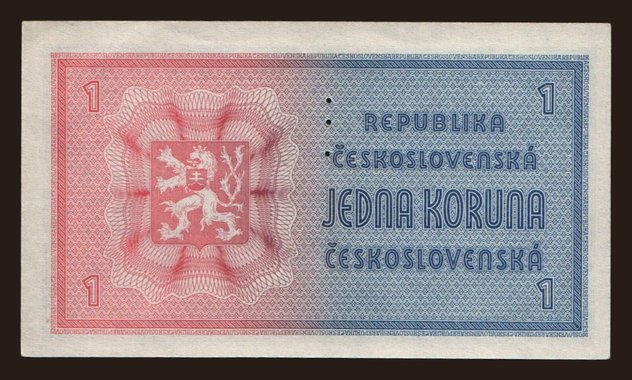 1
1
REPUBLIKA
ČESKOSLOVENSKÁ
JEDNA KORUNA
ČESKOSLOVENSKÁ
1
1